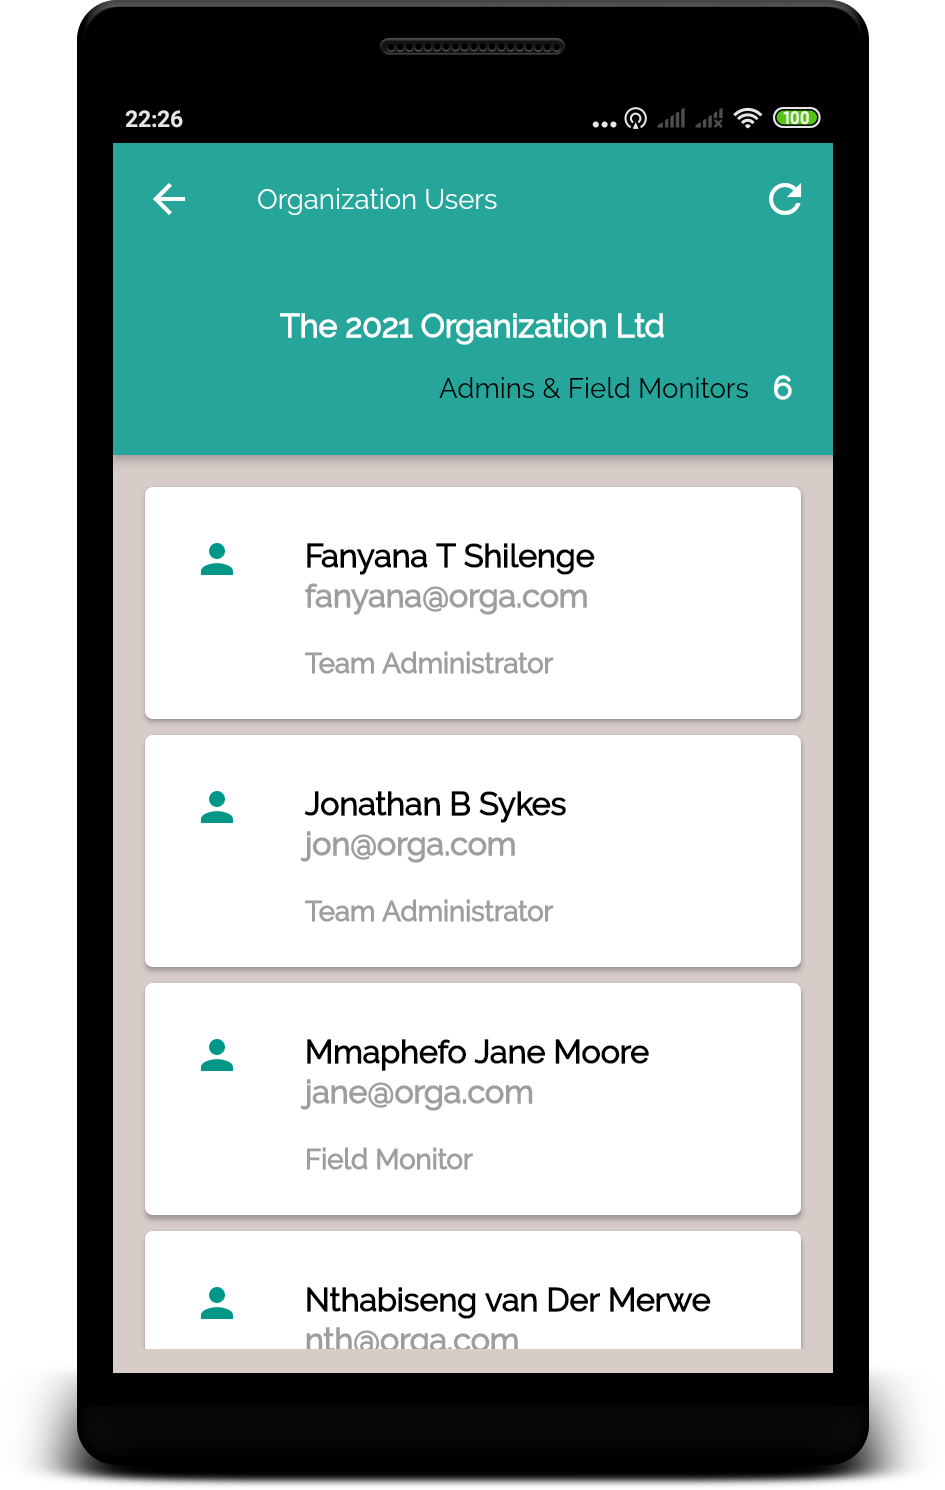 22:26
100
Organization Users
The 2021 Organization Ltd
Admins & Field Monitors 6
Fanyana T Shilenge
fanyana@orga.com
Team Administrator
Jonathan B Sykes
jon@orga.com
Team Administrator
Mmaphefo Jane Moore
jane@orga.com
Field Monitor
Nthabiseng van Der Merwe
nth@orga.com